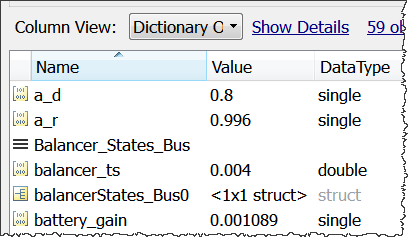 Column View: Dictionary O Show Details 59 o
Name Value DataType
a_d 0.8 single
a_r 0.996 single
Balancer_States_Bus
balancer_ts 0.004 double
balancerStates_Bus0 <1x1 struct> struct
battery_gain 0.001089 single